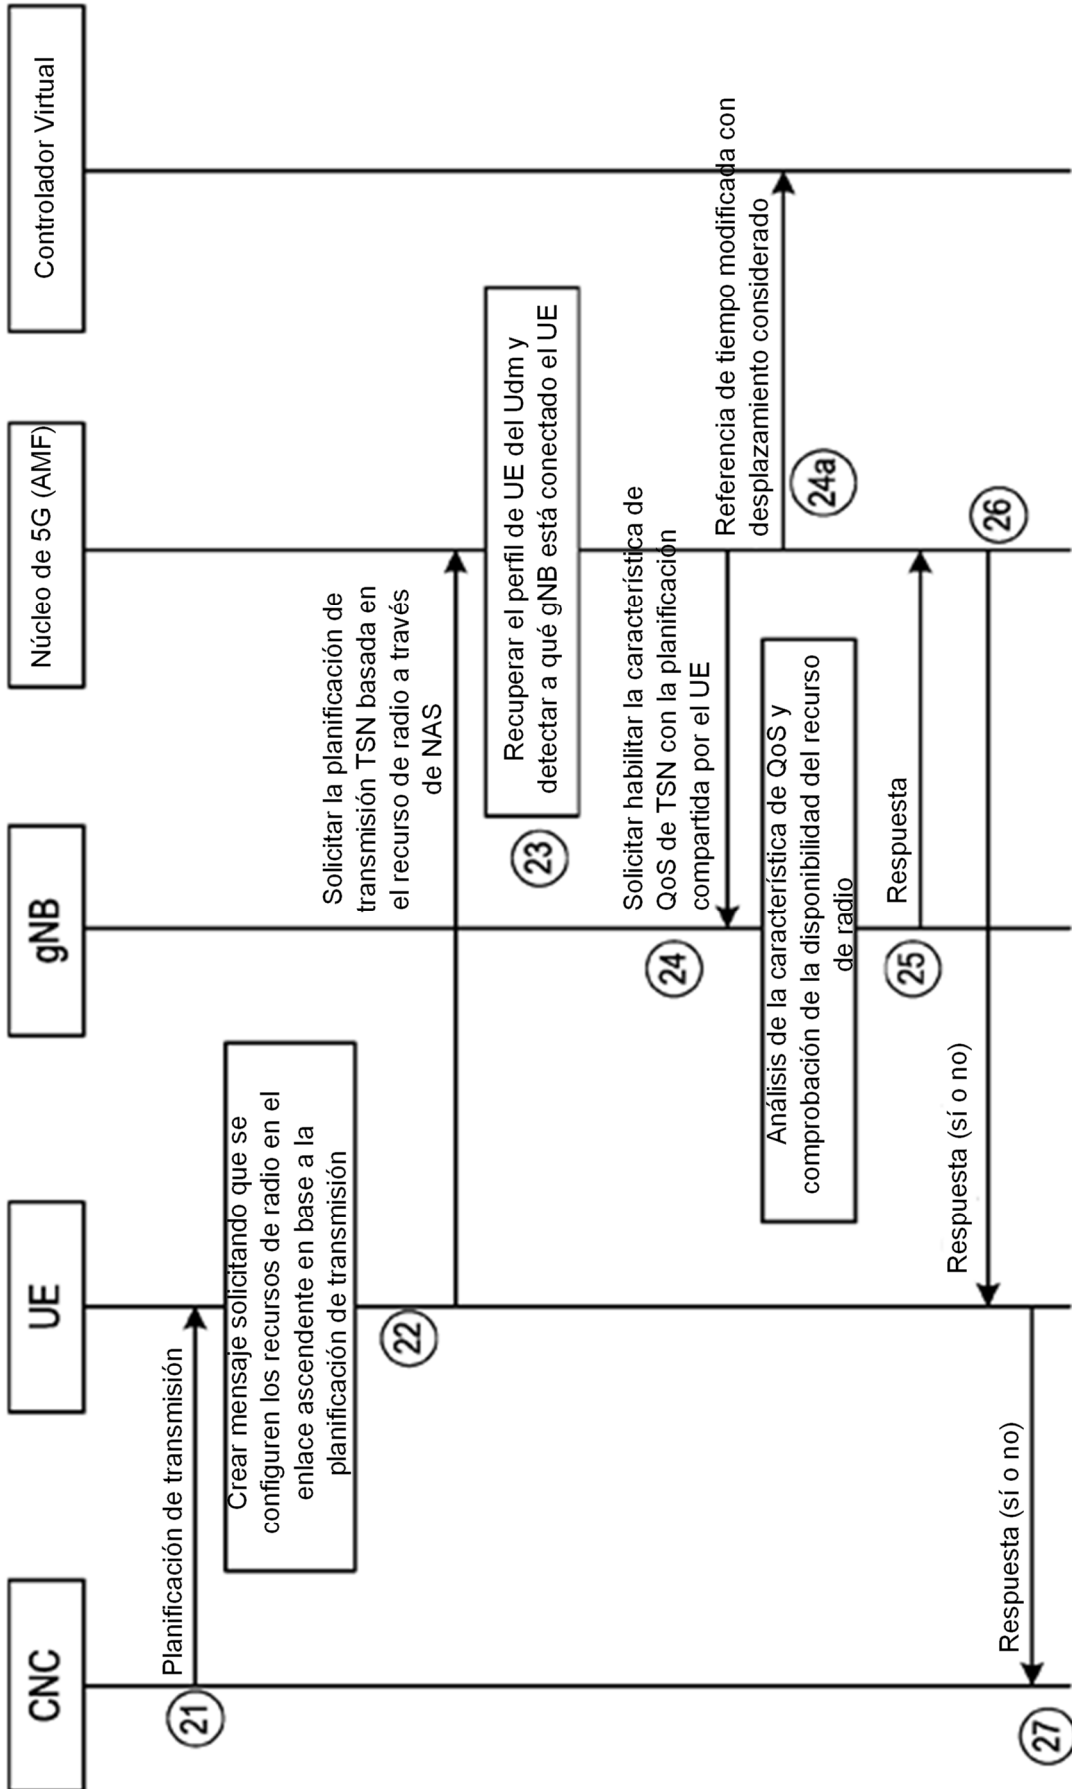 CNC
UE
gNB
Núcleo de 5G (AMF)
Controlador Virtual
21
Planificación de transmisión
Crear mensaje solicitando que se
configuren los recursos de radio en el
enlace ascendente en base a la
planificación de transmisión
22
Solicitar la planificación de
transmisión TSN basada en
el recurso de radio a través
de NAS
23
Recuperar el perfil de UE del Udm y
detectar a qué gNB está conectado el UE
24
Solicitar habilitar la característica de
QoS de TSN con la planificación
compartida por el UE
Referencia de tiempo modificada con
desplazamiento considerado
24a
Análisis de la característica de QoS y
comprobación de la disponibilidad del recurso
de radio
25
Respuesta
26
Respuesta (sí o no)
27
Respuesta (sí o no)